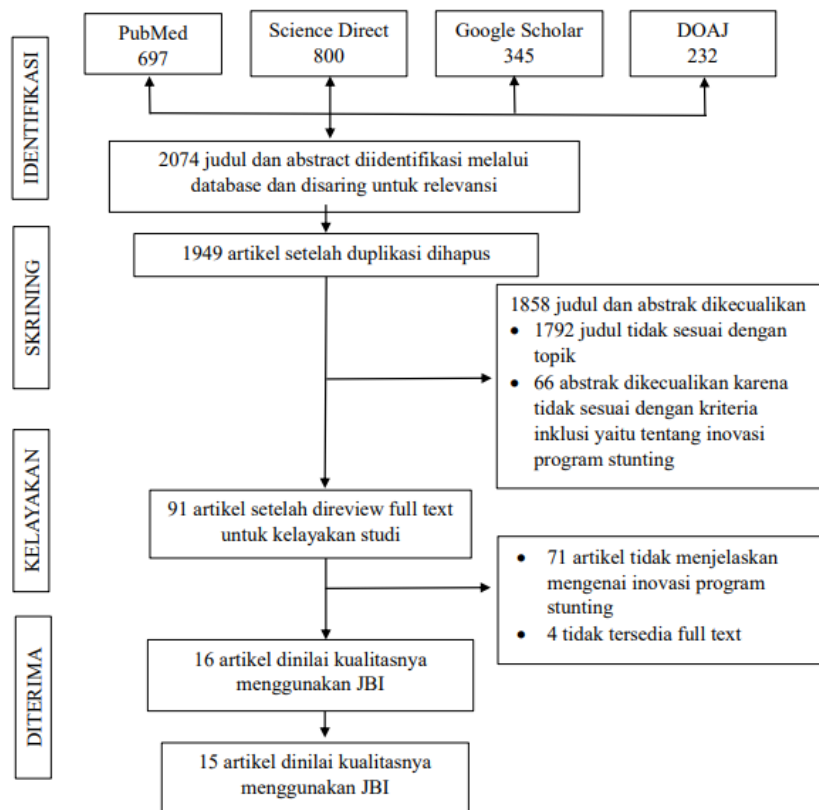 PubMed
697
Science Direct
800
Google Scholar
345
DOAJ
232
IDENTIFIKASI
2074 judul dan abstract diidentifikasi melalui
database dan disaring untuk relevansi
SKRINING
1949 artikel setelah duplikasi dihapus
1858 judul dan abstrak dikecualikan
• 1792 judul tidak sesuai dengan
topik
• 66 abstrak dikecualikan karena
tidak sesuai dengan kriteria
inklusi yaitu tentang inovasi
program stunting
KELAYAKAN
91 artikel setelah direview full text
untuk kelayakan studi
• 71 artikel tidak menjelaskan
mengenai inovasi program
stunting
• 4 tidak tersedia full text
DITERIMA
16 artikel dinilai kualitasnya
menggunakan JBI
15 artikel dinilai kualitasnya
menggunakan JBI